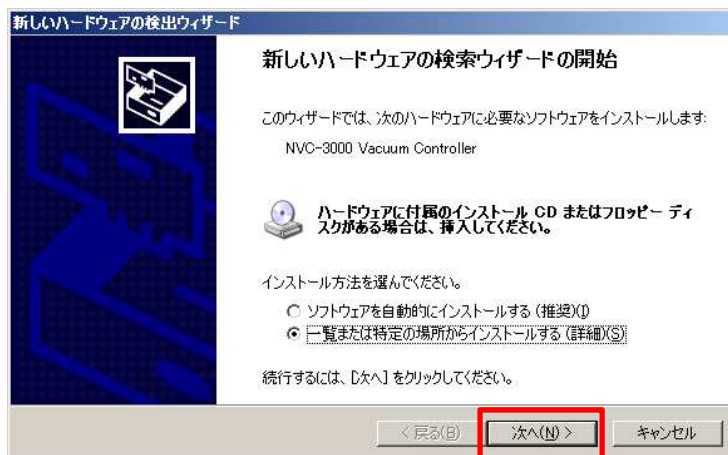 新しいハードウェアの検出ウィザード
新しいハードウェアの検索ウィザードの開始
このウィザードでは、次のハードウェアに必要なソフトウェアをインストールします:
NVC-3000 Vacuum Controller
ハードウェアに付属のインストール CD またはフロッピー ディ
スクがある場合は、挿入してください。
インストール方法を選んでください。
ソフトウェアを自動的にインストールする (推奨)(I)
一覧または特定の場所からインストールする (詳細)(S)
続行するには、[次へ] をクリックしてください。
< 戻る(B) 次へ(N) > キャンセル